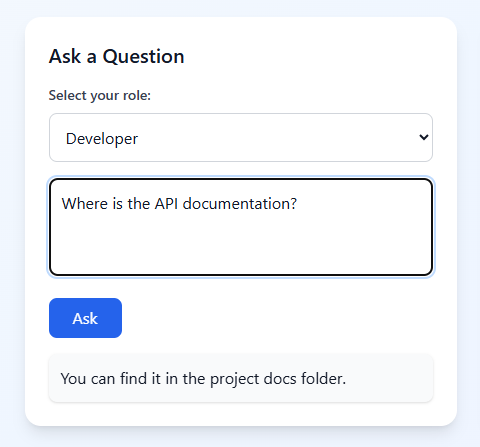 Ask a Question
Select your role:
Developer
Where is the API documentation?
Ask
You can find it in the project docs folder.